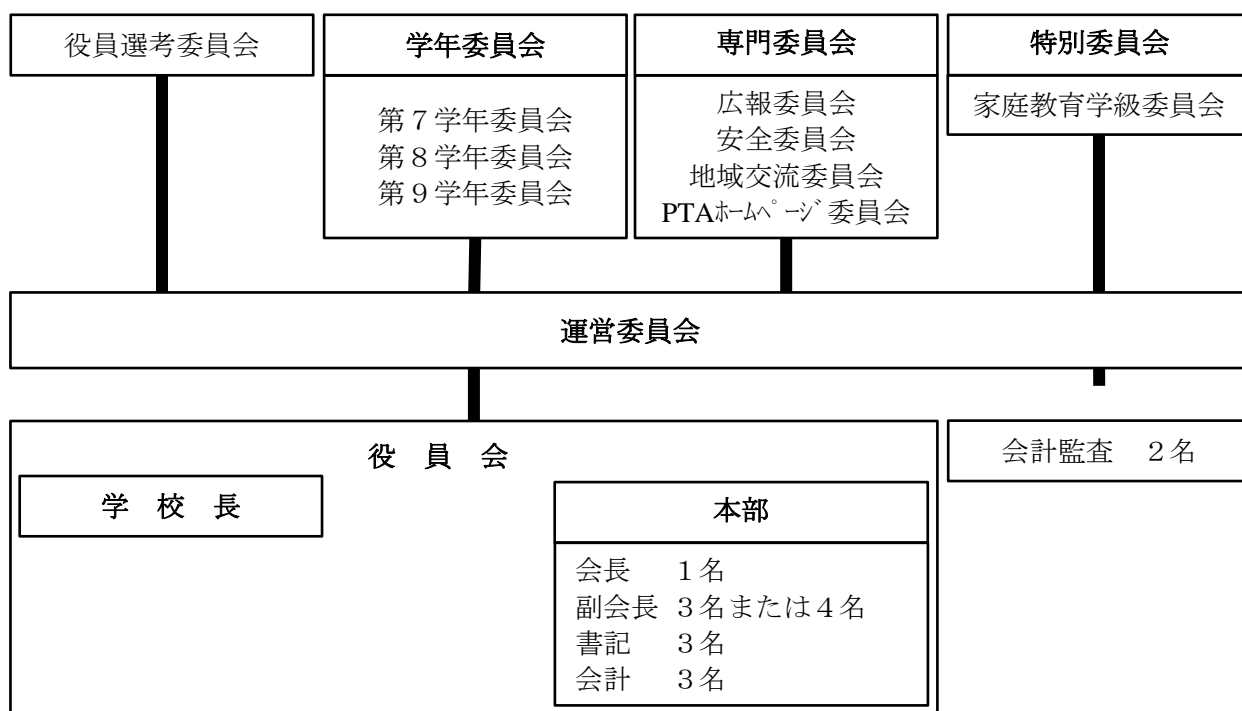 役員選考委員会
学年委員会
第７学年委員会
第８学年委員会
第９学年委員会
専門委員会
広報委員会
安全委員会
地域交流委員会
PTAﾎｰﾑﾍﾟｰｼﾞ委員会
特別委員会
家庭教育学級委員会
運営委員会
役　員　会
学　校　長
本部
会長　　１名
副会長　３名または４名
書記　　３名
会計　　３名
会計監査　２名